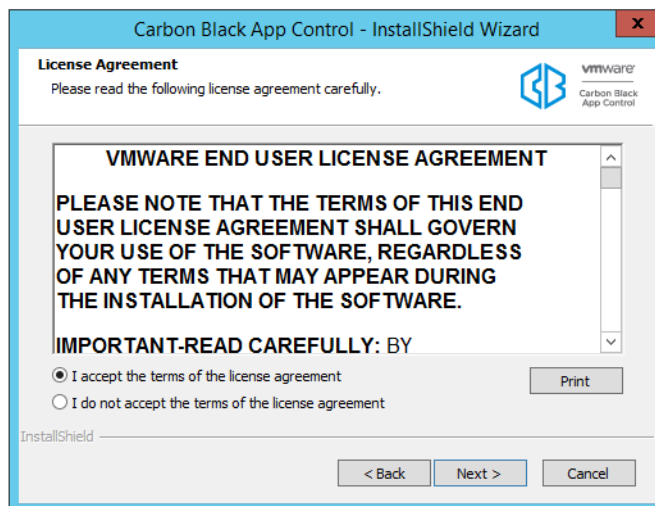 Carbon Black App Control - InstallShield Wizard
x
License Agreement
Please read the following license agreement carefully.
vmware
Carbon Black
App Control
VMWARE END USER LICENSE AGREEMENT
PLEASE NOTE THAT THE TERMS OF THIS END
USER LICENSE AGREEMENT SHALL GOVERN
YOUR USE OF THE SOFTWARE, REGARDLESS
OF ANY TERMS THAT MAY APPEAR DURING
THE INSTALLATION OF THE SOFTWARE.
IMPORTANT-READ CAREFULLY: BY
I accept the terms of the license agreement
Print
I do not accept the terms of the license agreement
InstallShield
< Back
Next >
Cancel